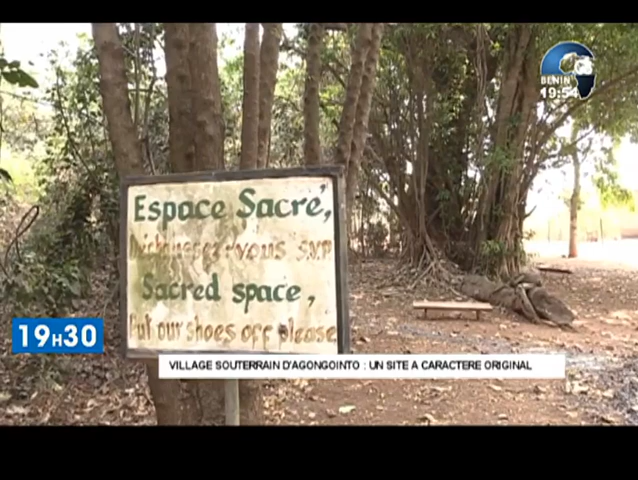 BENIN
19:54
Espace Sacré,
Déchaussez-vous S.V.P
Sacred space,
Put our shoes off please
19H30
VILLAGE SOUTERRAIN D'AGONGOINTO : UN SITE A CARACTERE ORIGINAL